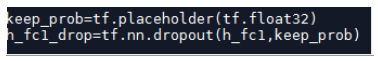 keep_prob=tf.placeholder(tf.float32)
h_fc1_drop=tf.nn.dropout(h_fc1,keep_prob)